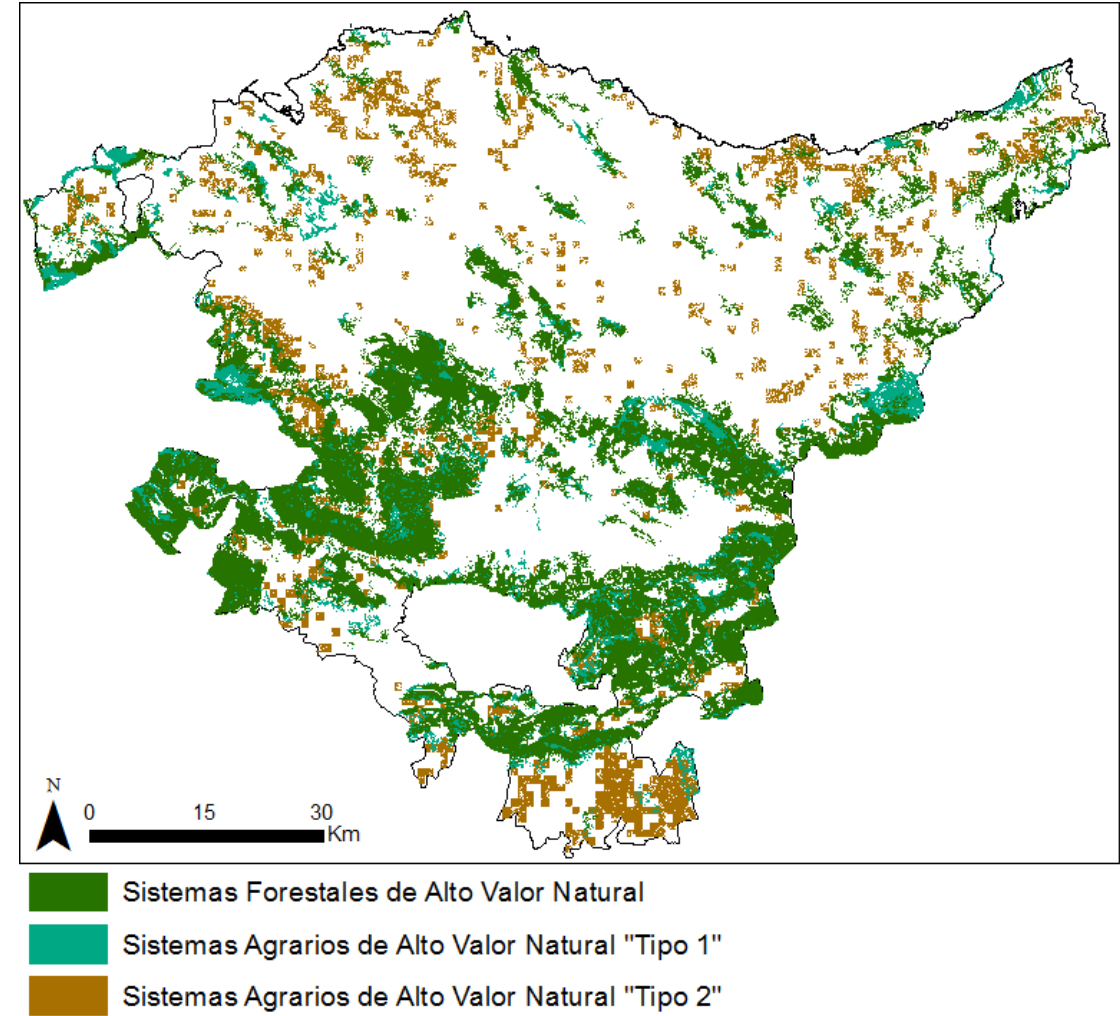 N
0 15 30
Km
Sistemas Forestales de Alto Valor Natural
Sistemas Agrarios de Alto Valor Natural "Tipo 1"
Sistemas Agrarios de Alto Valor Natural "Tipo 2"